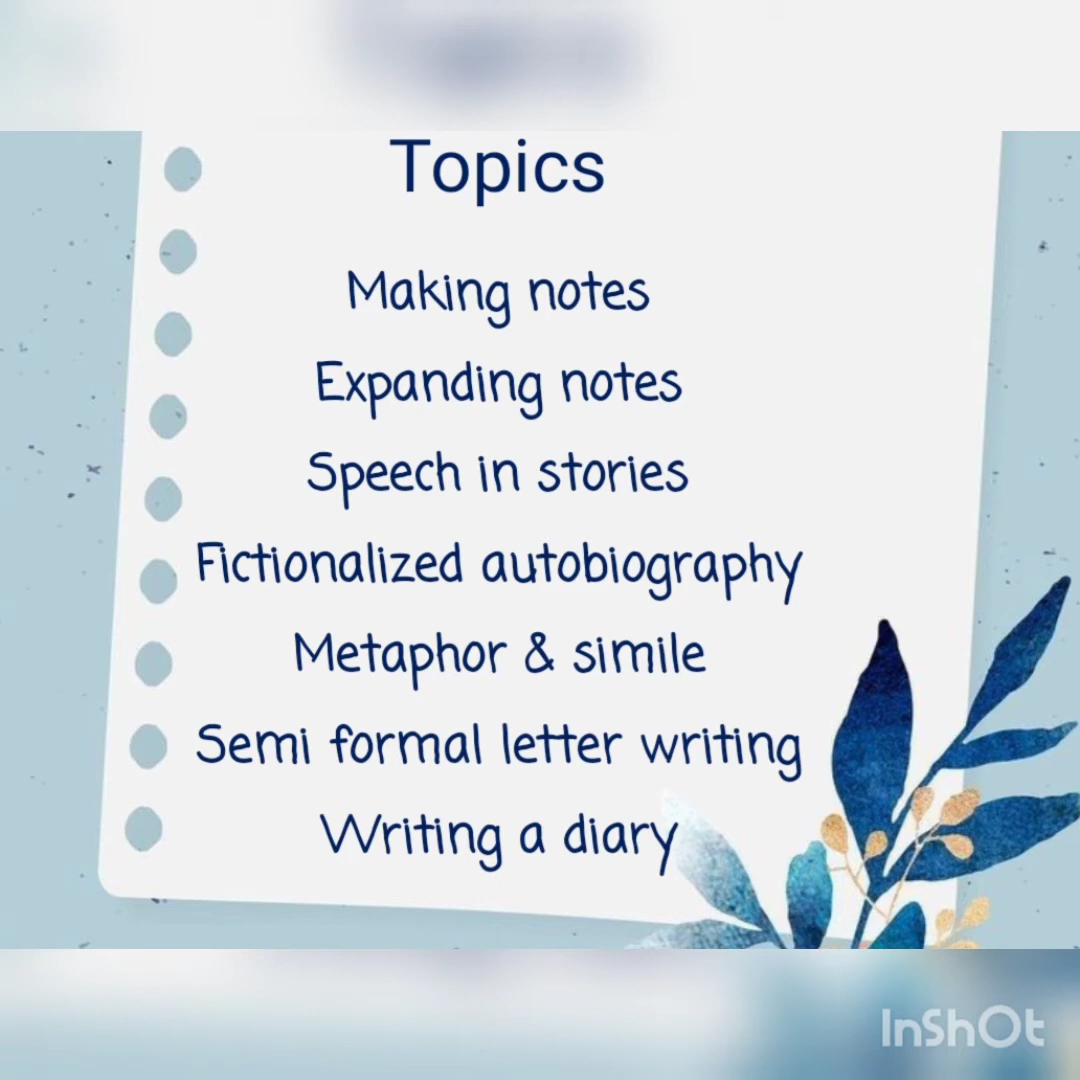 Topics
Making notes
Expanding notes
Speech in stories
Fictionalized autobiography
Metaphor & simile
Semi formal letter writing
Writing a diary
InShOt